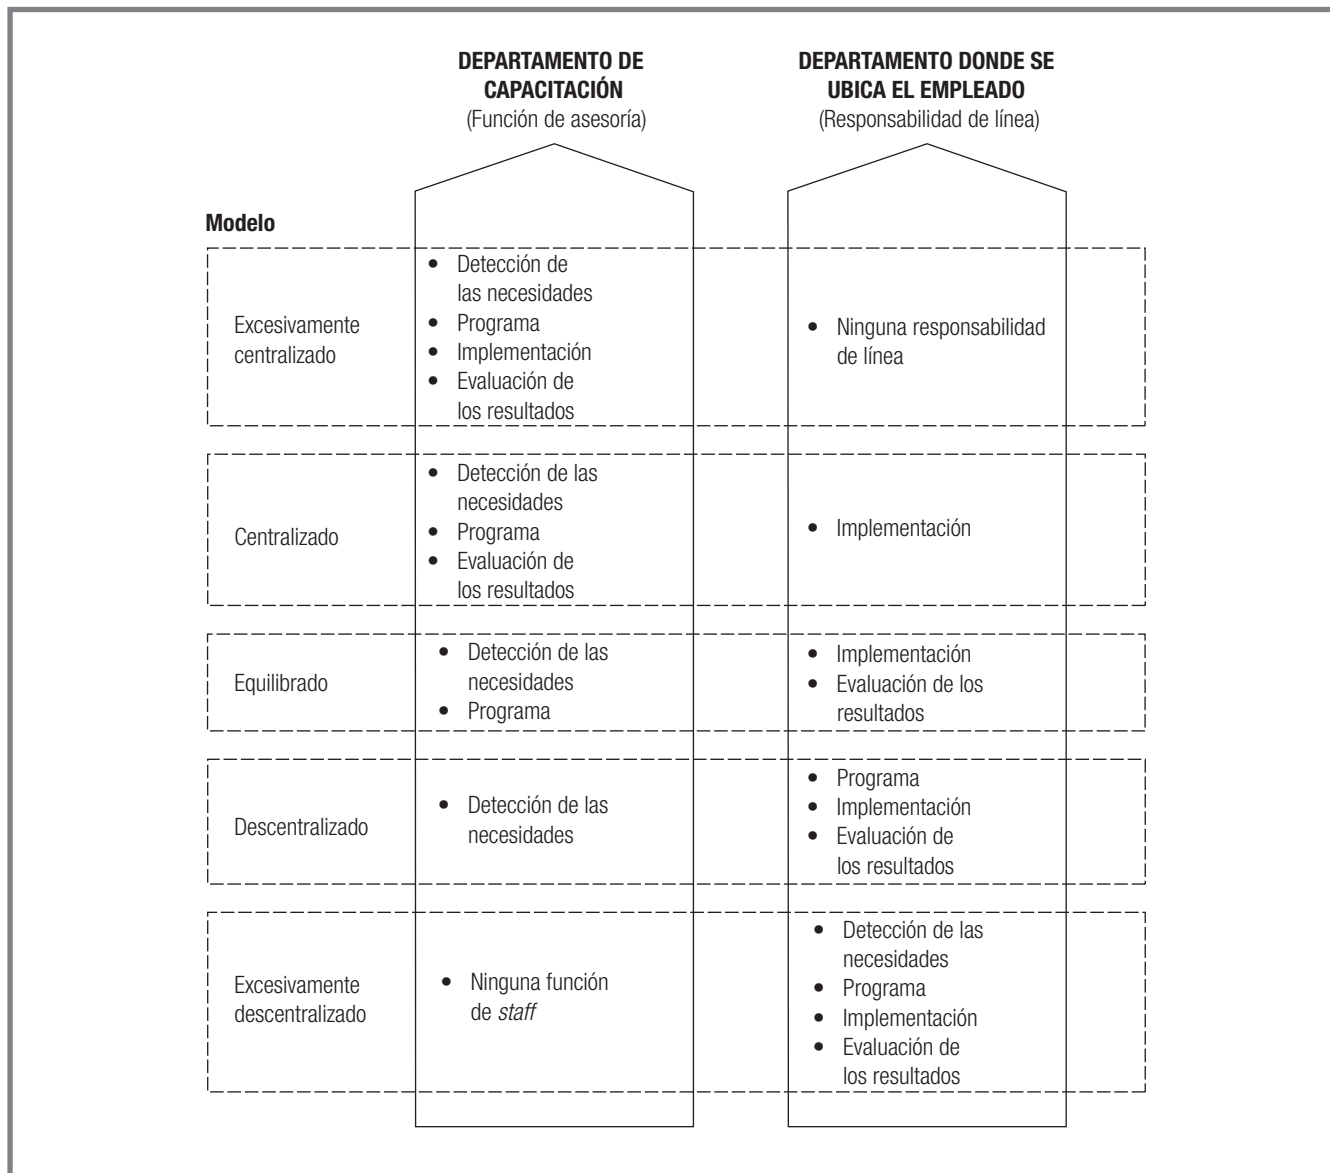 DEPARTAMENTO DE
CAPACITACIÓN
(Función de asesoría)
DEPARTAMENTO DONDE SE
UBICA EL EMPLEADO
(Responsabilidad de línea)
Modelo
Excesivamente
centralizado
• Detección de
las necesidades
• Programa
• Implementación
• Evaluación de
los resultados
• Ninguna responsabilidad
de línea
Centralizado
• Detección de las
necesidades
• Programa
• Evaluación de
los resultados
• Implementación
Equilibrado
• Detección de las
necesidades
• Programa
• Implementación
• Evaluación de los
resultados
Descentralizado
• Detección de las
necesidades
• Programa
• Implementación
• Evaluación de
los resultados
Excesivamente
descentralizado
• Ninguna función
de staff
• Detección de las
necesidades
• Programa
• Implementación
• Evaluación de
los resultados